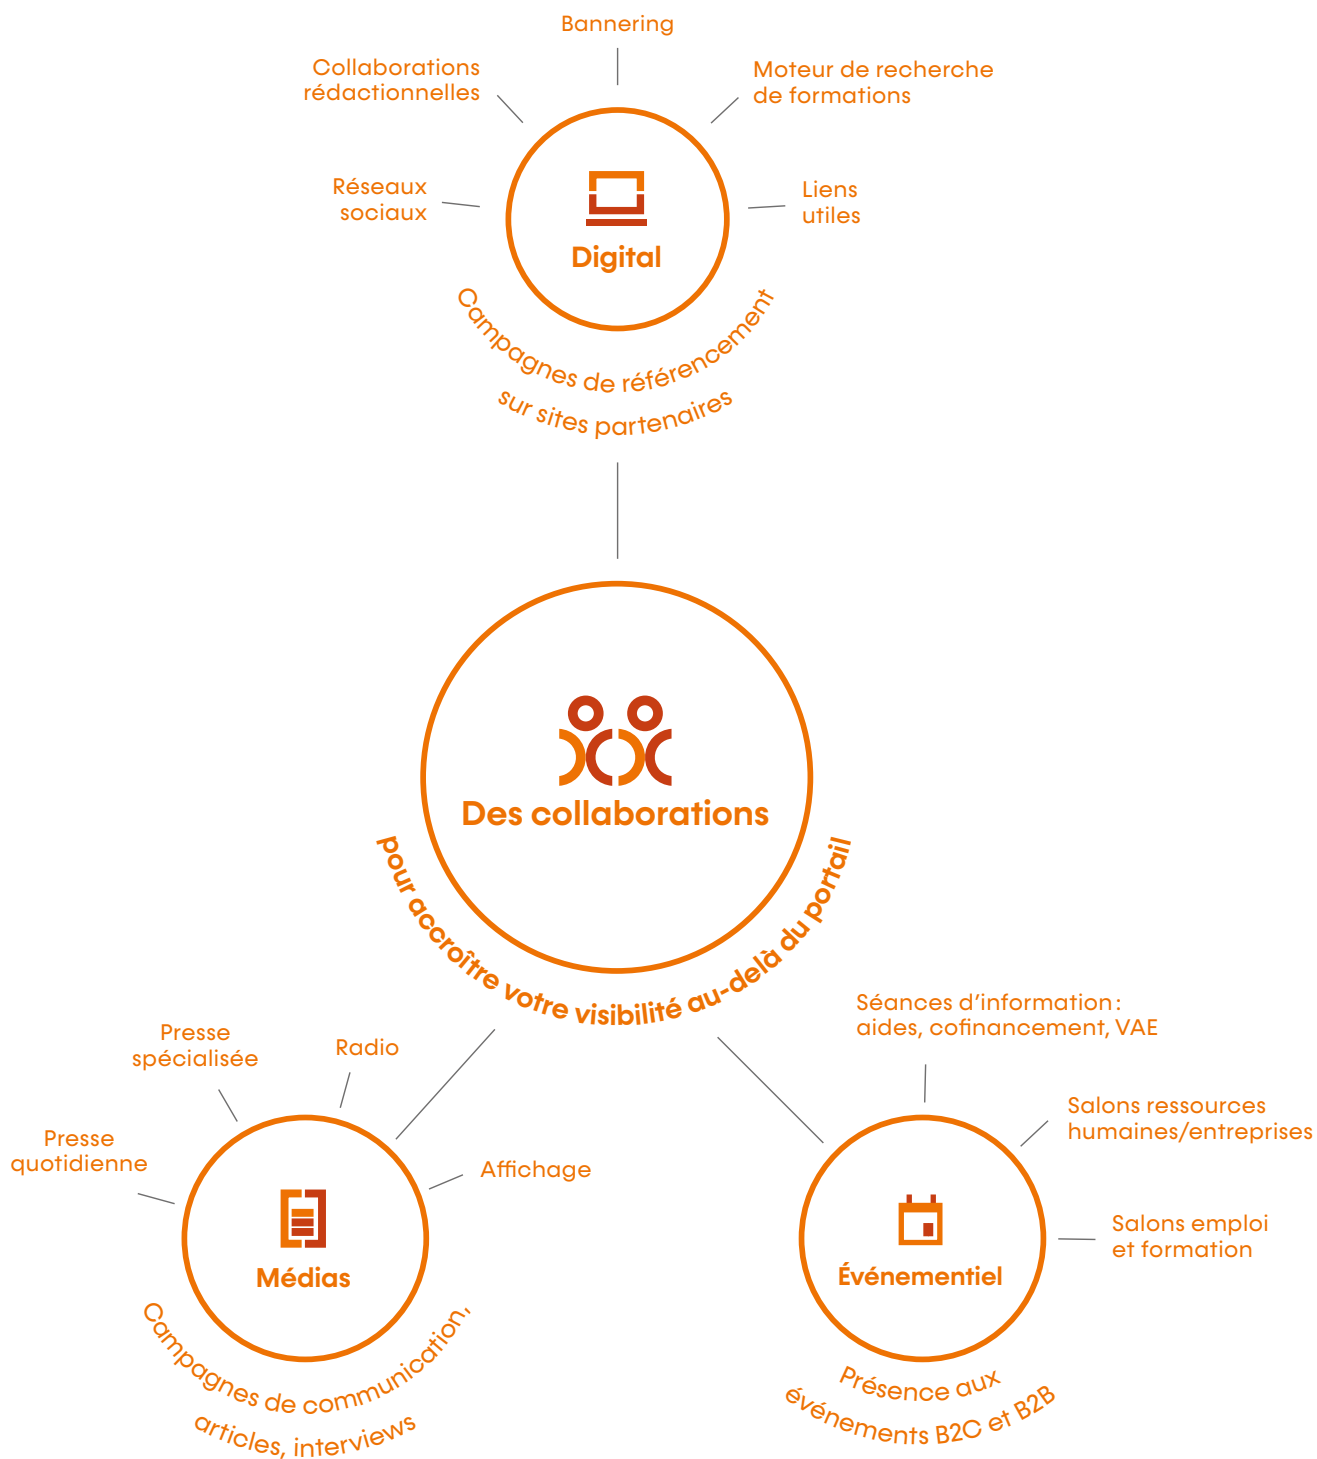 Bannering
Collaborations
rédactionnelles
Moteur de recherche
de formations
Réseaux
sociaux
Liens
utiles
Digital
Campagnes de référencement
sur sites partenaires
Des collaborations
pour accroître votre visibilité au-delà du portail
Presse
spécialisée
Radio
Presse
quotidienne
Affichage
Médias
Campagnes de communication,
articles, interviews
Séances d’information :
aides, cofinancement, VAE
Salons ressources
humaines/entreprises
Salons emploi
et formation
Événementiel
Présence aux
événements B2C et B2B